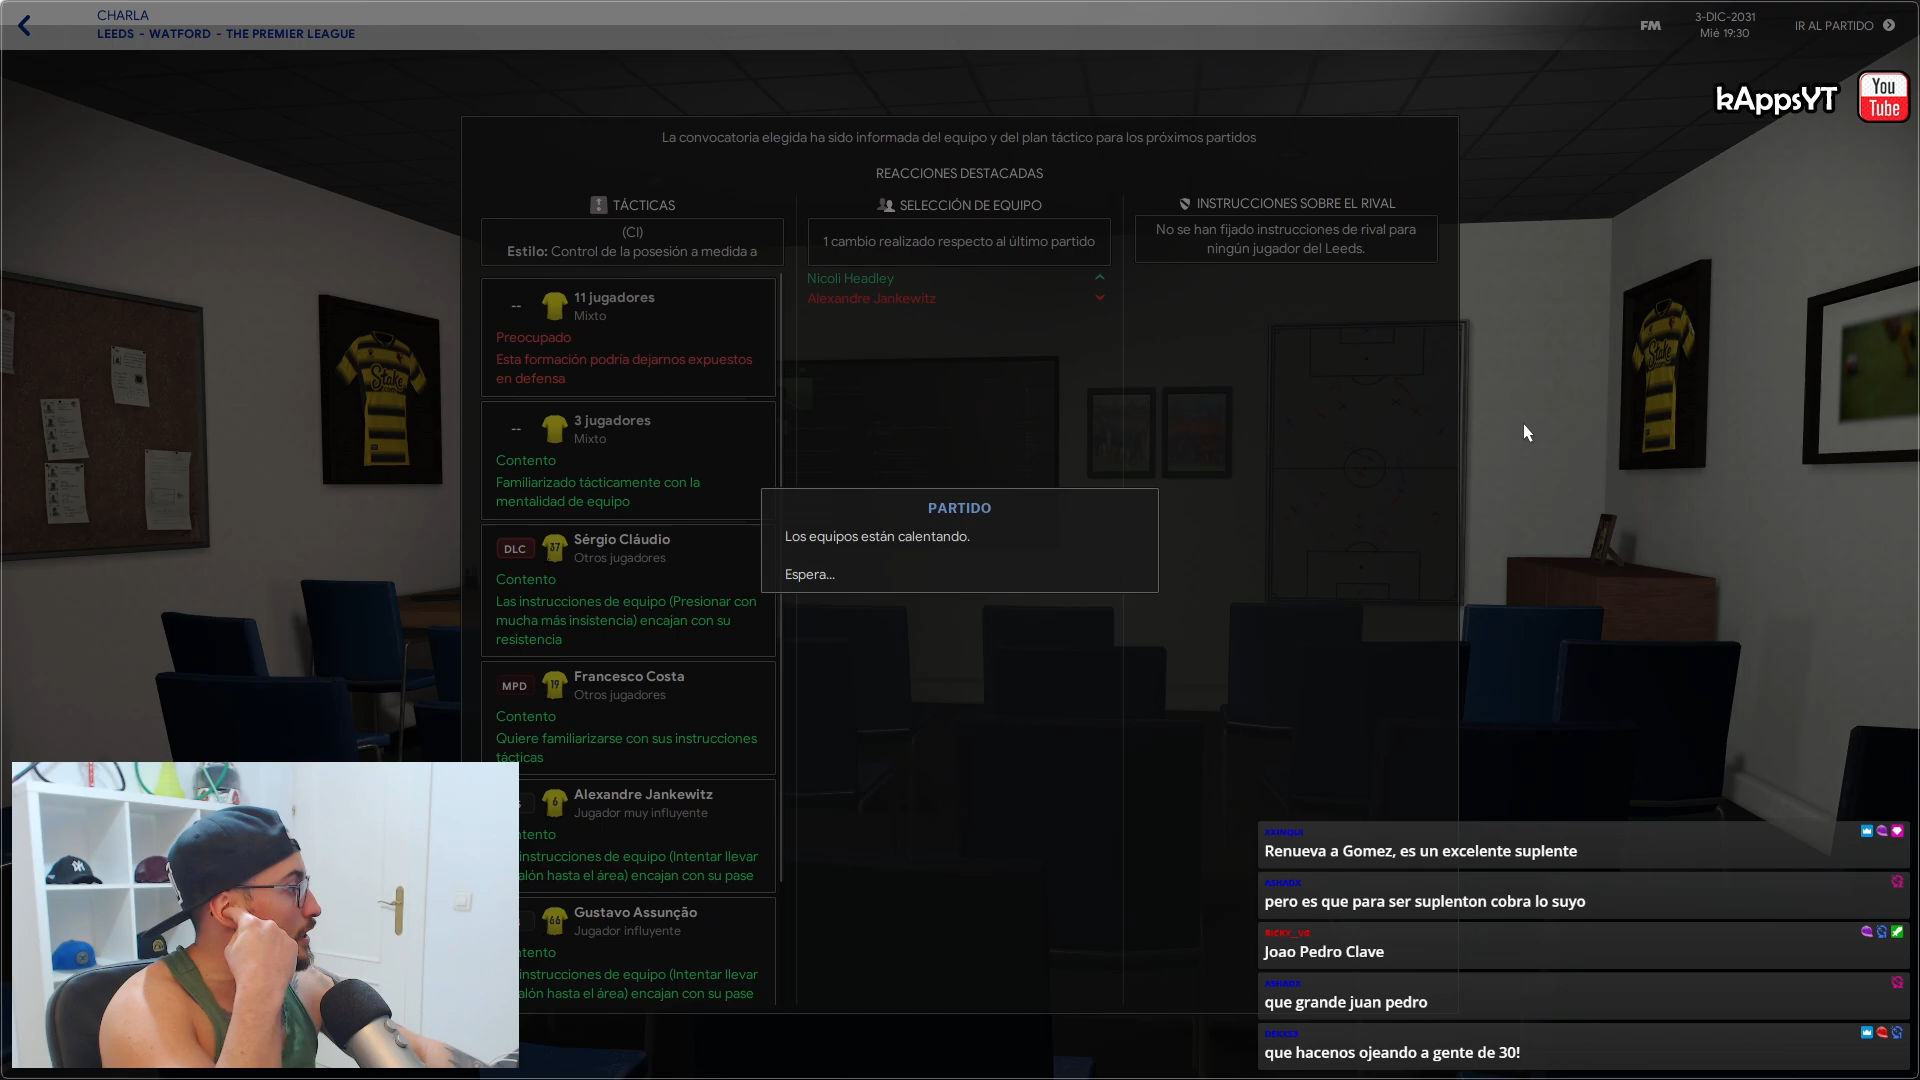 CHARLA
LEEDS - WATFORD - THE PREMIER LEAGUE
FM
3-DIC-2031
Mié 19:30
IR AL PARTIDO
kAppsYT
You
Tube
La convocatoria elegida ha sido informada del equipo y del plan táctico para los próximos partidos
REACCIONES DESTACADAS
TÁCTICAS
(CI)
Estilo: Control de la posesión a medida a
--
11 jugadores
Mixto
Preocupado
Esta formación podría dejarnos expuestos
en defensa
--
3 jugadores
Mixto
Contento
Familiarizado tácticamente con la
mentalidad de equipo
DLC
37
Sérgio Cláudio
Otros jugadores
Contento
Las instrucciones de equipo (Presionar con
mucha más insistencia) encajan con su
resistencia
MPD
19
Francesco Costa
Otros jugadores
Contento
Quiere familiarizarse con sus instrucciones
tácticas
6
Alexandre Jankewitz
Jugador muy influyente
ntento
instrucciones de equipo (Intentar llevar
alón hasta el área) encajan con su pase
66
Gustavo Assunção
Jugador influyente
ntento
instrucciones de equipo (Intentar llevar
alón hasta el área) encajan con su pase
SELECCIÓN DE EQUIPO
1 cambio realizado respecto al último partido
Nicoli Headley
Alexandre Jankewitz
INSTRUCCIONES SOBRE EL RIVAL
No se han fijado instrucciones de rival para
ningún jugador del Leeds.
Stake
Stake
PARTIDO
Los equipos están calentando.
Espera...
Renueva a Gomez, es un excelente suplente
ASHADX
pero es que para ser suplenton cobra lo suyo
Joao Pedro Clave
ASHADX
que grande juan pedro
que hacenos ojeando a gente de 30!